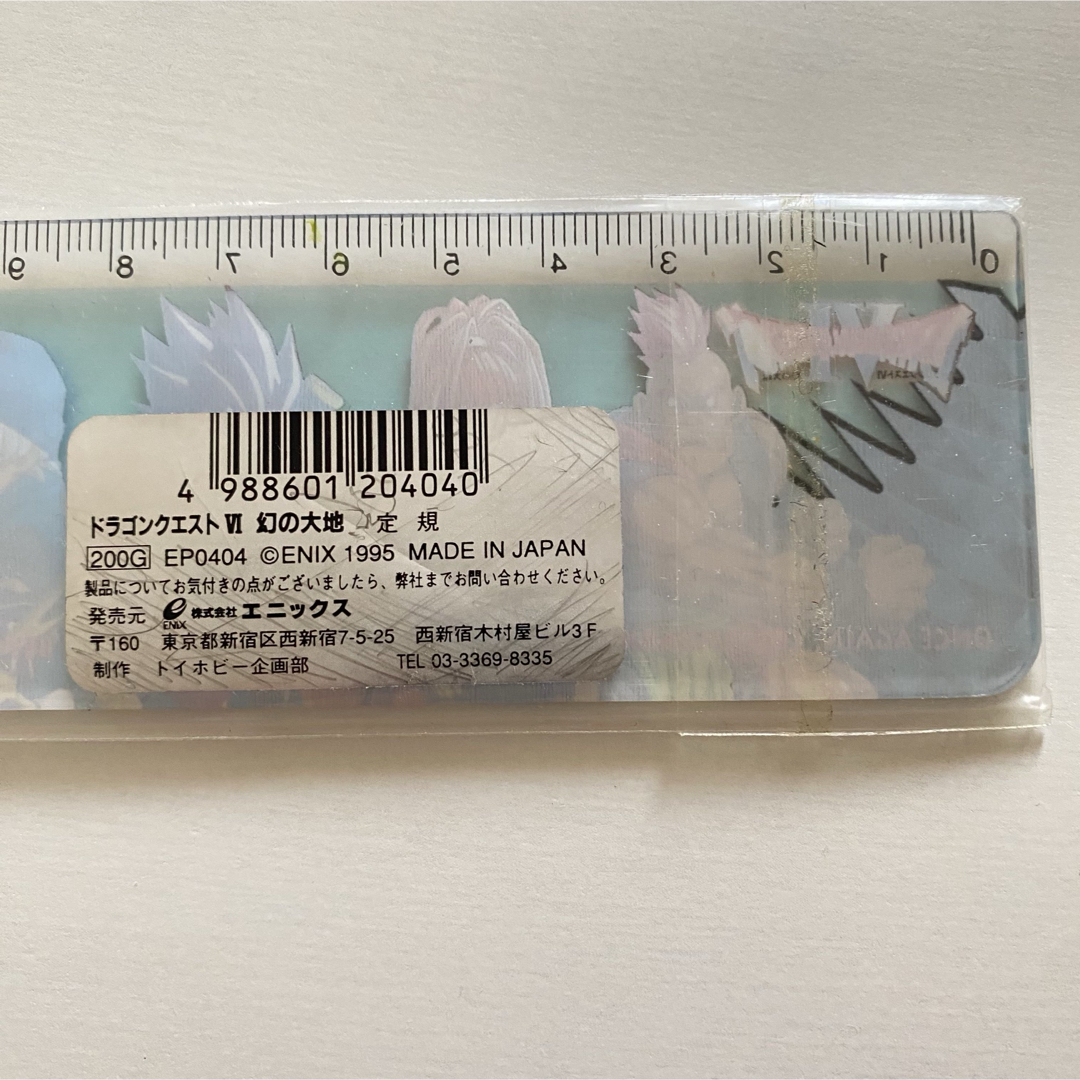 9 8 7 6 5 4 3 2 1 0
4 988601 204040
ドラゴンクエストⅥ 幻の大地 定 規
200G EP0404 ©ENIX 1995 MADE IN JAPAN
製品についてお気付きの点がございましたら、弊社までお問い合わせください。
発売元 ENIX 株式会社 エニックス
〒160 東京都新宿区西新宿7-5-25 西新宿木村屋ビル3F
制作 トイホビー企画部 TEL 03-3369-8335